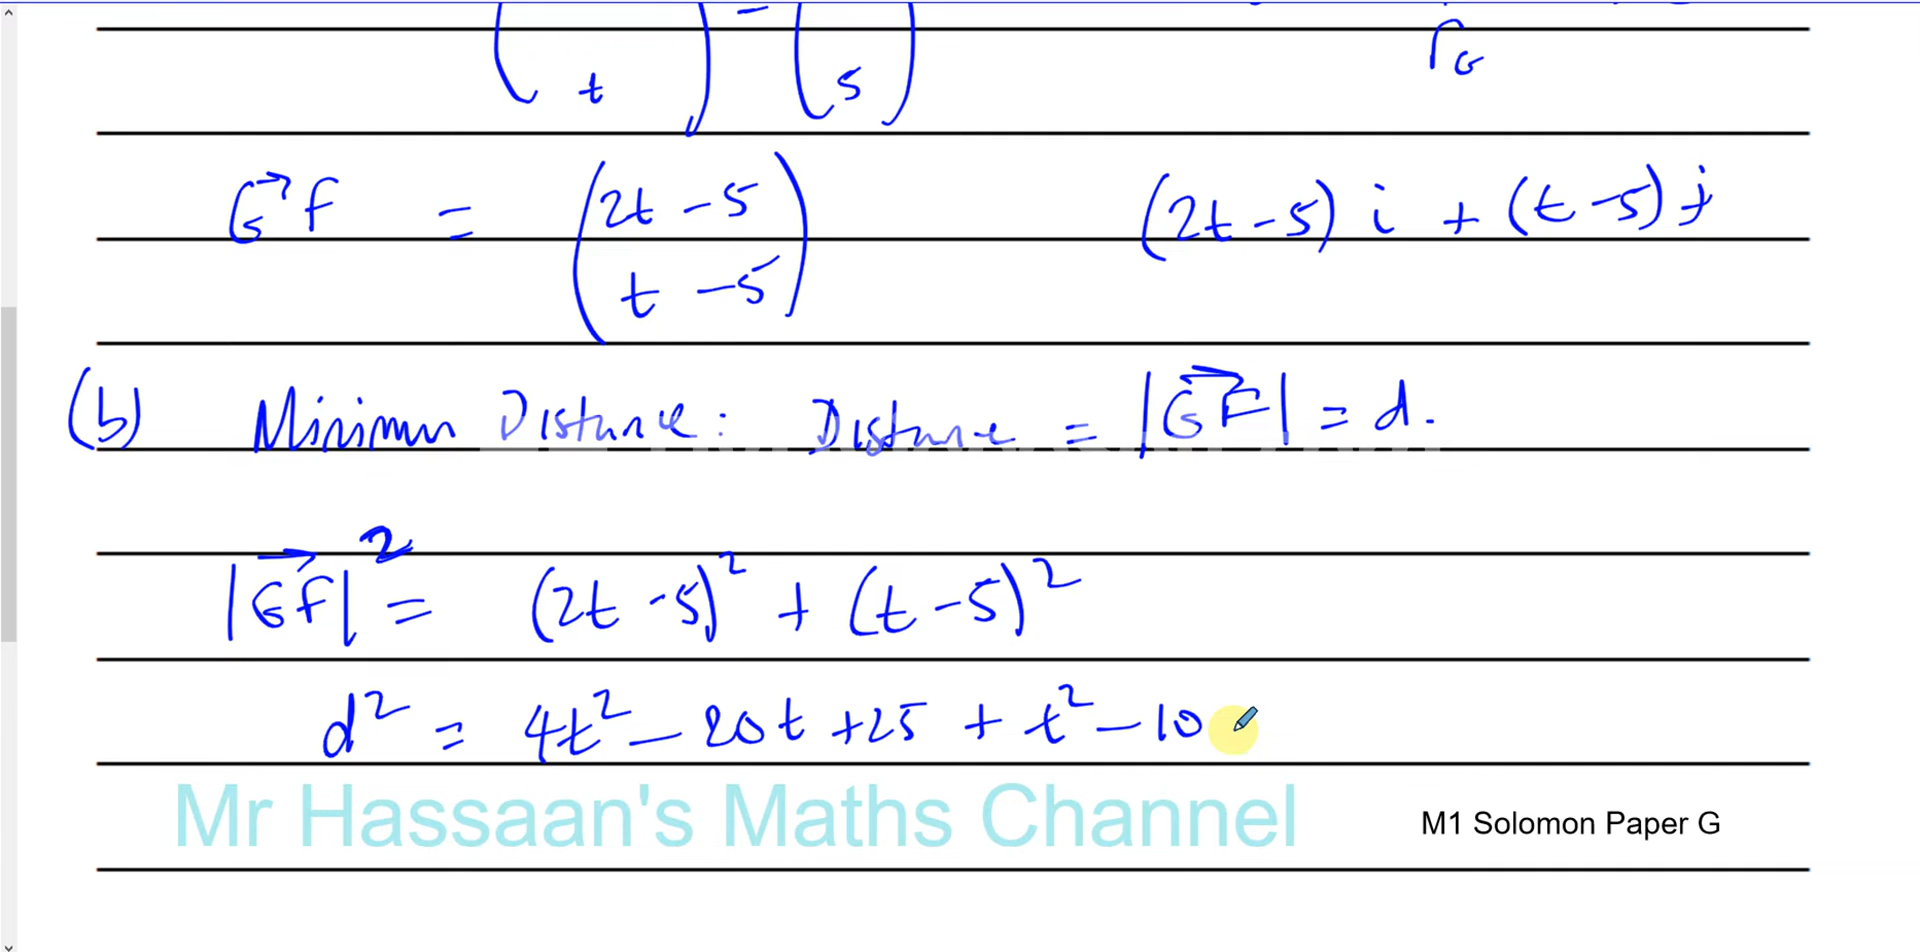 ( t ) - ( 5 ) r_G
GF = (2t - 5 (2t - 5) i + (t - 5) j
t - 5)
(b) Minimum Distance: Distance = |GF| = d.
|GF|² = (2t - 5)² + (t - 5)²
d² = 4t² - 20t + 25 + t² - 10
Mr Hassaan's Maths Channel
M1 Solomon Paper G